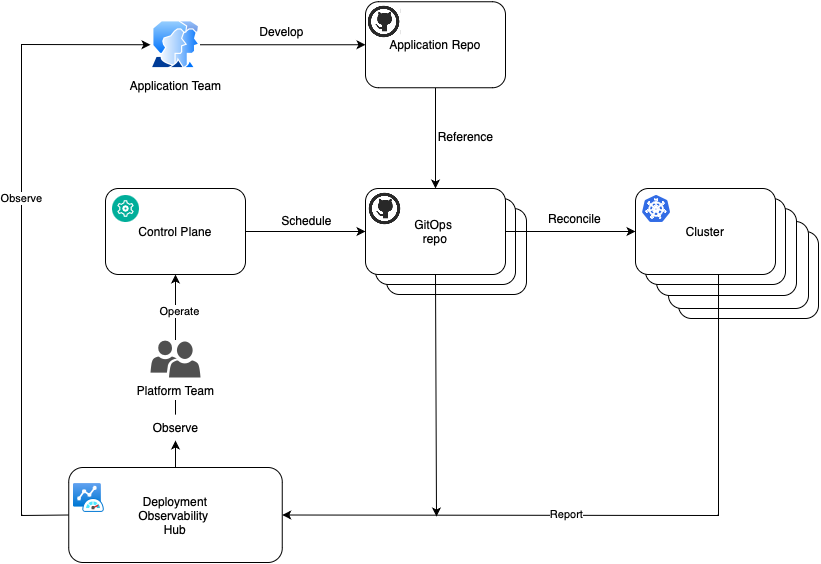 Develop
Application Repo
Application Team
Reference
Observe
Control Plane
Schedule
GitOps
repo
Reconcile
Cluster
Operate
Platform Team
Observe
Deployment
Observability
Hub
Report